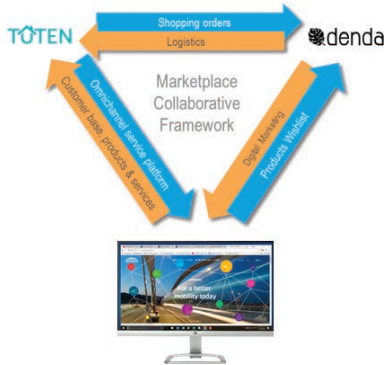 Shopping orders
TOTEN
Logistics
denda
Marketplace
Collaborative
Framework
Omnichannel service platform
Customer base, products & services
Digital Marketing
Products Wishlist
For a better
mobility today